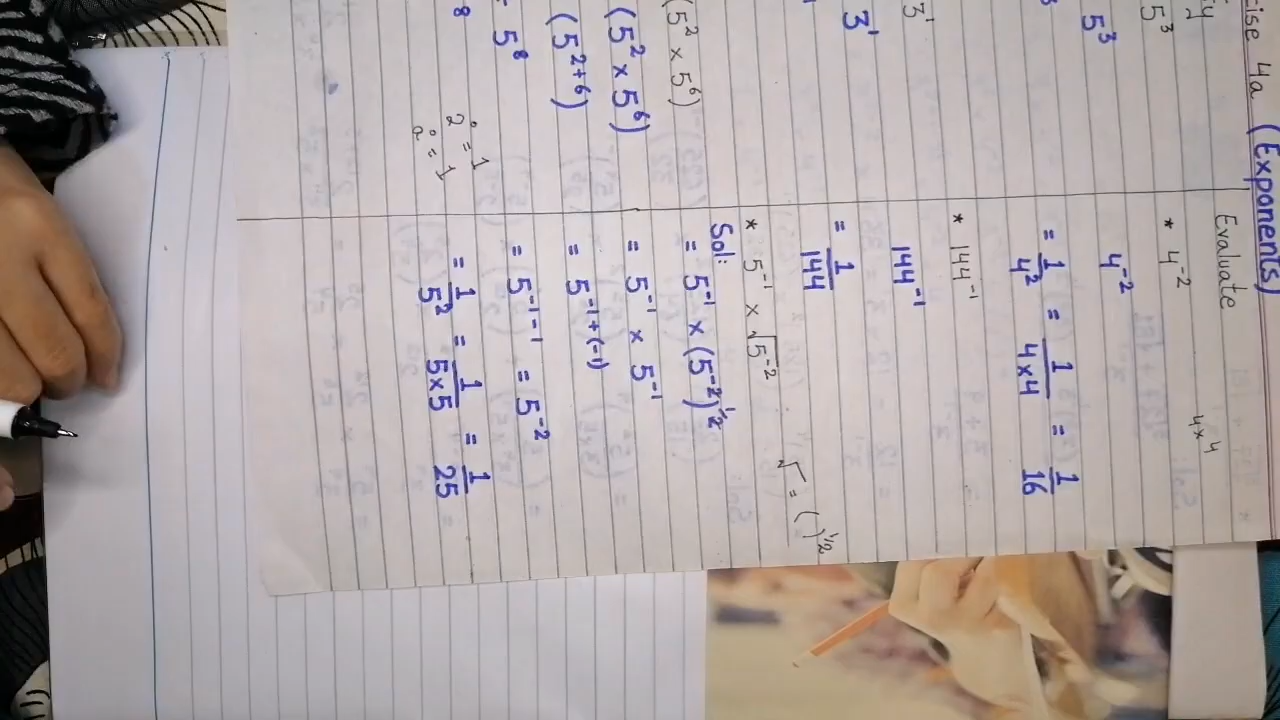 ise 4a (Exponents)
5³
5³
3¹
3¹
(5² × 5⁶)
(5² × 5⁶)
(5²⁺⁶)
5⁸
8
2° = 1
a° = 1
Evaluate
* 4⁻² 4×4
4⁻²
= 1/4² = 1/4×4 = 1/16
* 144⁻¹
144⁻¹
= 1/144
√ = ( )^1/2
* 5⁻¹ × √5⁻²
Sol:
= 5⁻¹ × (5⁻²)^1/2
= 5⁻¹ × 5⁻¹
= 5⁻¹⁺⁽⁻¹⁾
= 5⁻¹⁻¹ = 5⁻²
= 1/5² = 1/5×5 = 1/25